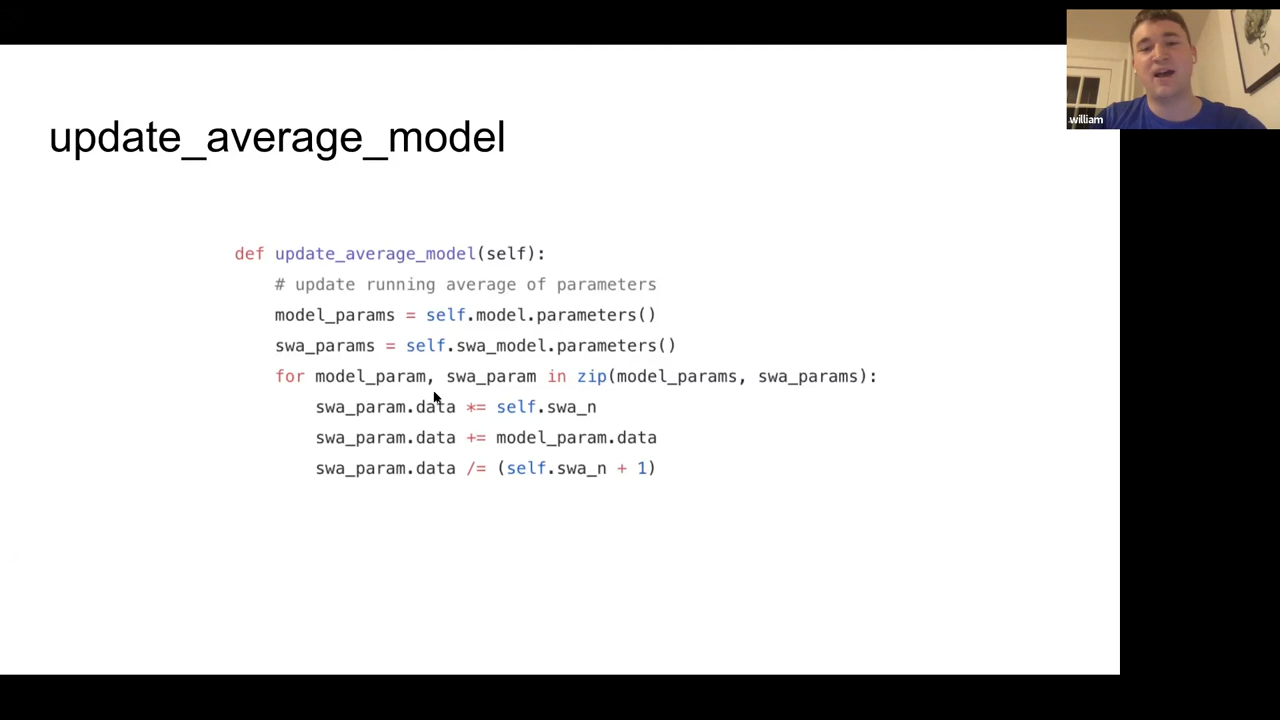 william
update_average_model
def update_average_model(self):
# update running average of parameters
model_params = self.model.parameters()
swa_params = self.swa_model.parameters()
for model_param, swa_param in zip(model_params, swa_params):
swa_param.data *= self.swa_n
swa_param.data += model_param.data
swa_param.data /= (self.swa_n + 1)